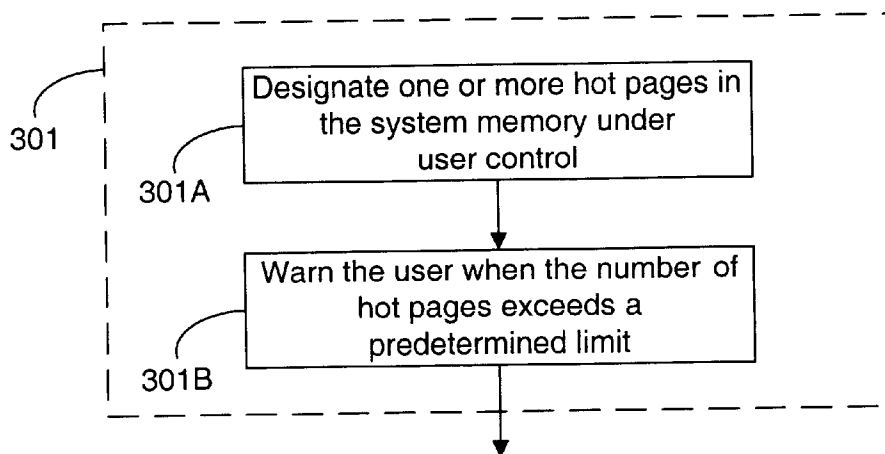 Designate one or more hot pages in
the system memory under
user control
301
301A
Warn the user when the number of
hot pages exceeds a
predetermined limit
301B